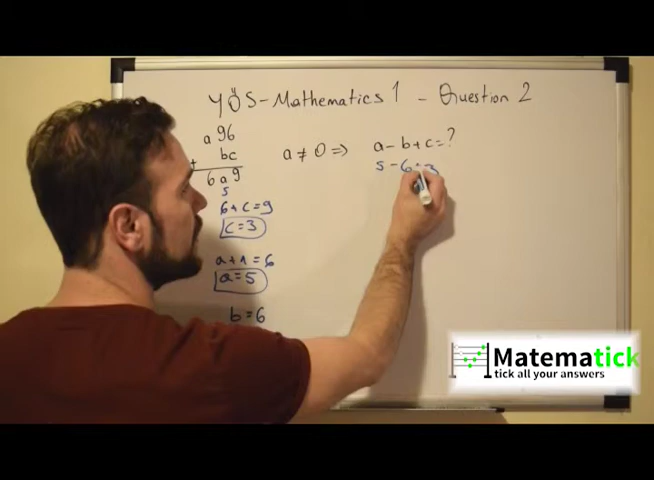 YÖS-Mathematics 1 - Question 2
a96
+ bc
6a9
5
6+c=9
c=3
a+1=6
a=5
b=6
a ≠ 0 ⇒ a-b+c=?
5-6+3
Matematick
tick all your answers